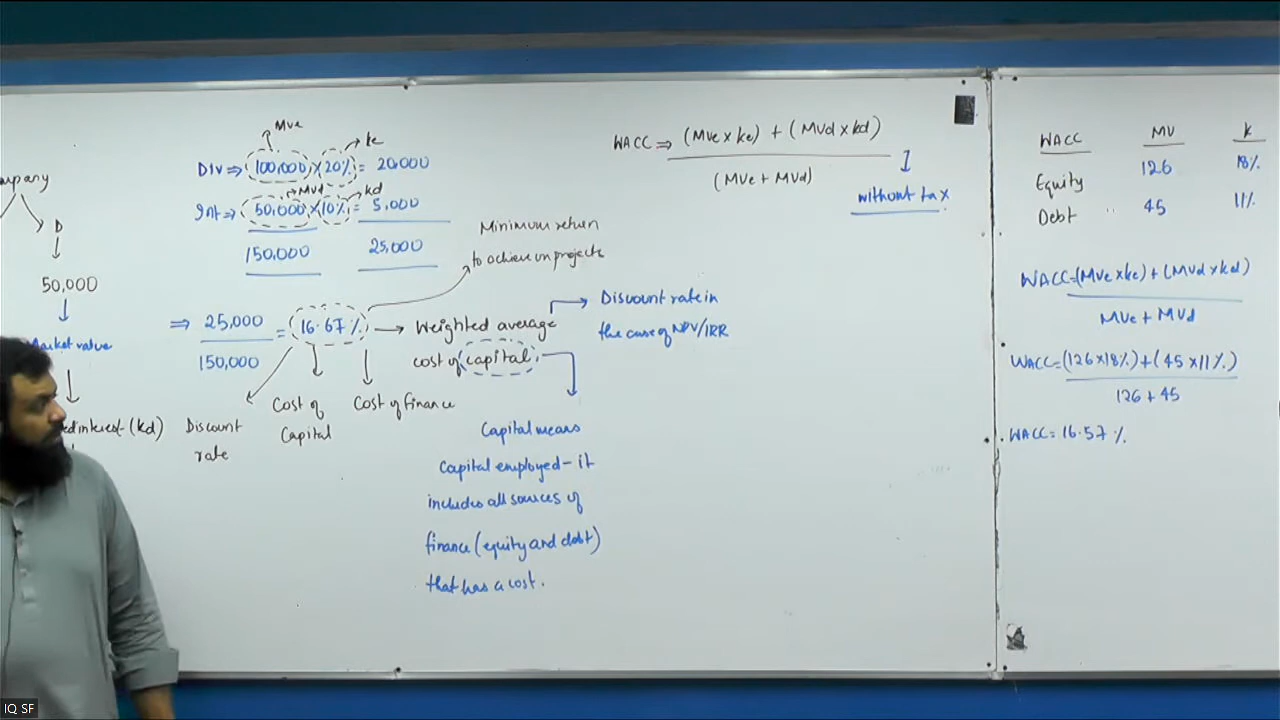 D
50,000
Market value
interest (kd)
MVe
ke
Div ⇒ 100,000 × 20% = 20,000
MVd
kd
Int ⇒ 50,000 × 10% = 5,000
150,000 25,000
⇒ 25,000 = 16.67%
150,000
Discount
rate
Cost of
Capital
Cost of finance
Minimum return
to achieve on projects
Weighted average
cost of capital
Discount rate in
the case of NPV/IRR
Capital means
Capital employed - it
includes all sources of
finance (equity and debt)
that has a cost.
WACC ⇒ (MVe × ke) + (MVd × kd)
(MVe + MVd)
without tax
WACC MV k
Equity 126 18%
Debt 45 11%
WACC = (MVe × ke) + (MVd × kd)
MVe + MVd
WACC = (126 × 18%) + (45 × 11%)
126 + 45
WACC = 16.57%
IQ SF